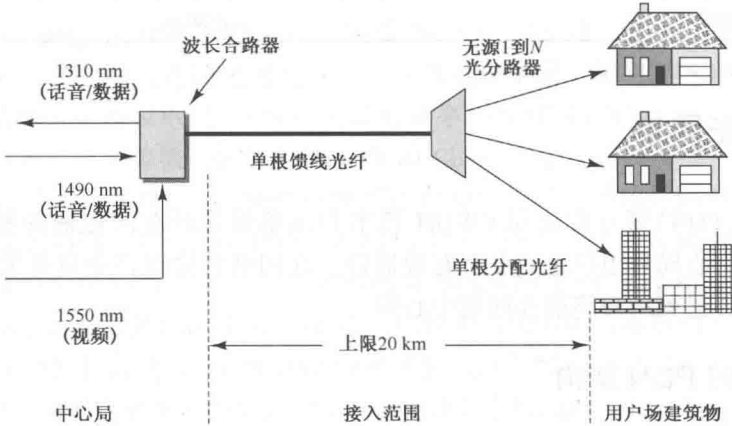 波长合路器
无源1到N
光分路器
1310 nm
(话音/数据)
单根馈线光纤
1490 nm
(话音/数据)
单根分配光纤
1550 nm
(视频)
上限20 km
中心局
接入范围
用户场建筑物